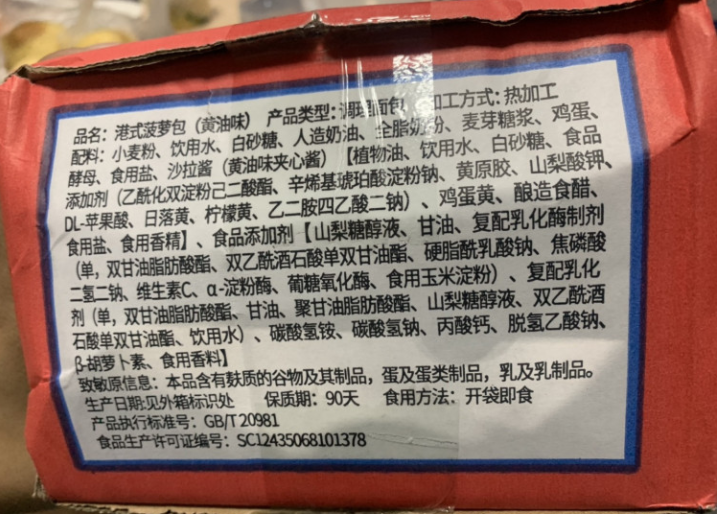 品名：港式菠萝包（黄油味） 产品类型：调理面包 加工方式：热加工
配料：小麦粉、饮用水、白砂糖、人造奶油、全脂奶粉、麦芽糖浆、鸡蛋、
酵母、食用盐、沙拉酱（黄油味夹心酱）【植物油、饮用水、白砂糖、食品
添加剂（乙酰化双淀粉己二酸酯、辛烯基琥珀酸淀粉钠、黄原胶、山梨酸钾、
DL-苹果酸、日落黄、柠檬黄、乙二胺四乙酸二钠）、鸡蛋黄、酿造食醋、
食用盐、食用香精】、食品添加剂【山梨糖醇液、甘油、复配乳化酶制剂
（单，双甘油脂肪酸酯、双乙酰酒石酸单双甘油酯、硬脂酰乳酸钠、焦磷酸
二氢二钠、维生素C、α-淀粉酶、葡糖氧化酶、食用玉米淀粉）、复配乳化
剂（单，双甘油脂肪酸酯、甘油、聚甘油脂肪酸酯、山梨糖醇液、双乙酰酒
石酸单双甘油酯、饮用水）、碳酸氢铵、碳酸氢钠、丙酸钙、脱氢乙酸钠、
β-胡萝卜素、食用香料】
致敏原信息：本品含有麸质的谷物及其制品，蛋及蛋类制品，乳及乳制品。
生产日期:见外箱标识处 保质期：90天 食用方法：开袋即食
产品执行标准号：GB/T 20981
食品生产许可证编号：SC12435068101378